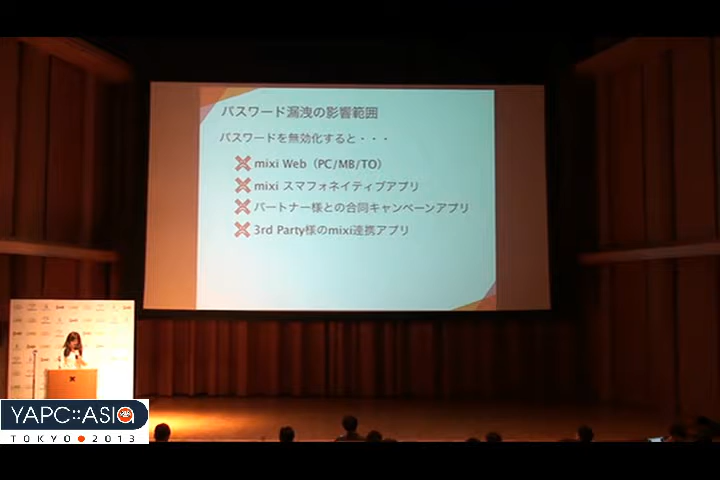 パスワード漏洩の影響範囲
パスワードを無効化すると・・・
mixi Web（PC/MB/TO）
mixi スマフォネイティブアプリ
パートナー様との合同キャンペーンアプリ
3rd Party様のmixi連携アプリ
YAPC::ASIA
TOKYO 2013